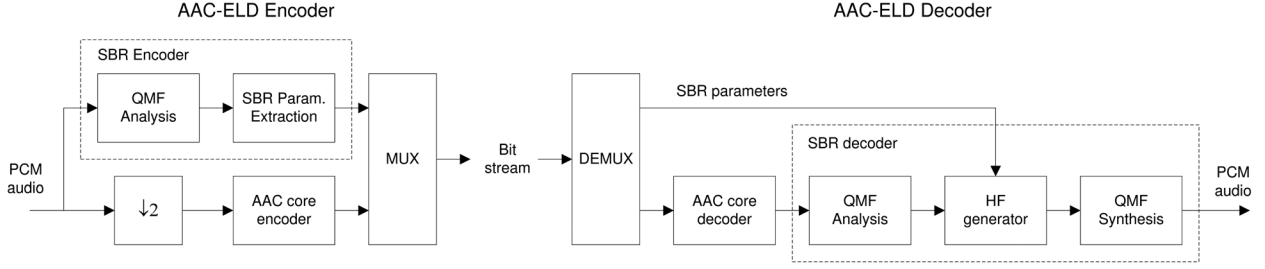 AAC-ELD Encoder
AAC-ELD Decoder
SBR Encoder
QMF
Analysis
SBR Param.
Extraction
PCM
audio
↓2
AAC core
encoder
MUX
Bit
stream
DEMUX
SBR parameters
SBR decoder
AAC core
decoder
QMF
Analysis
HF
generator
QMF
Synthesis
PCM
audio